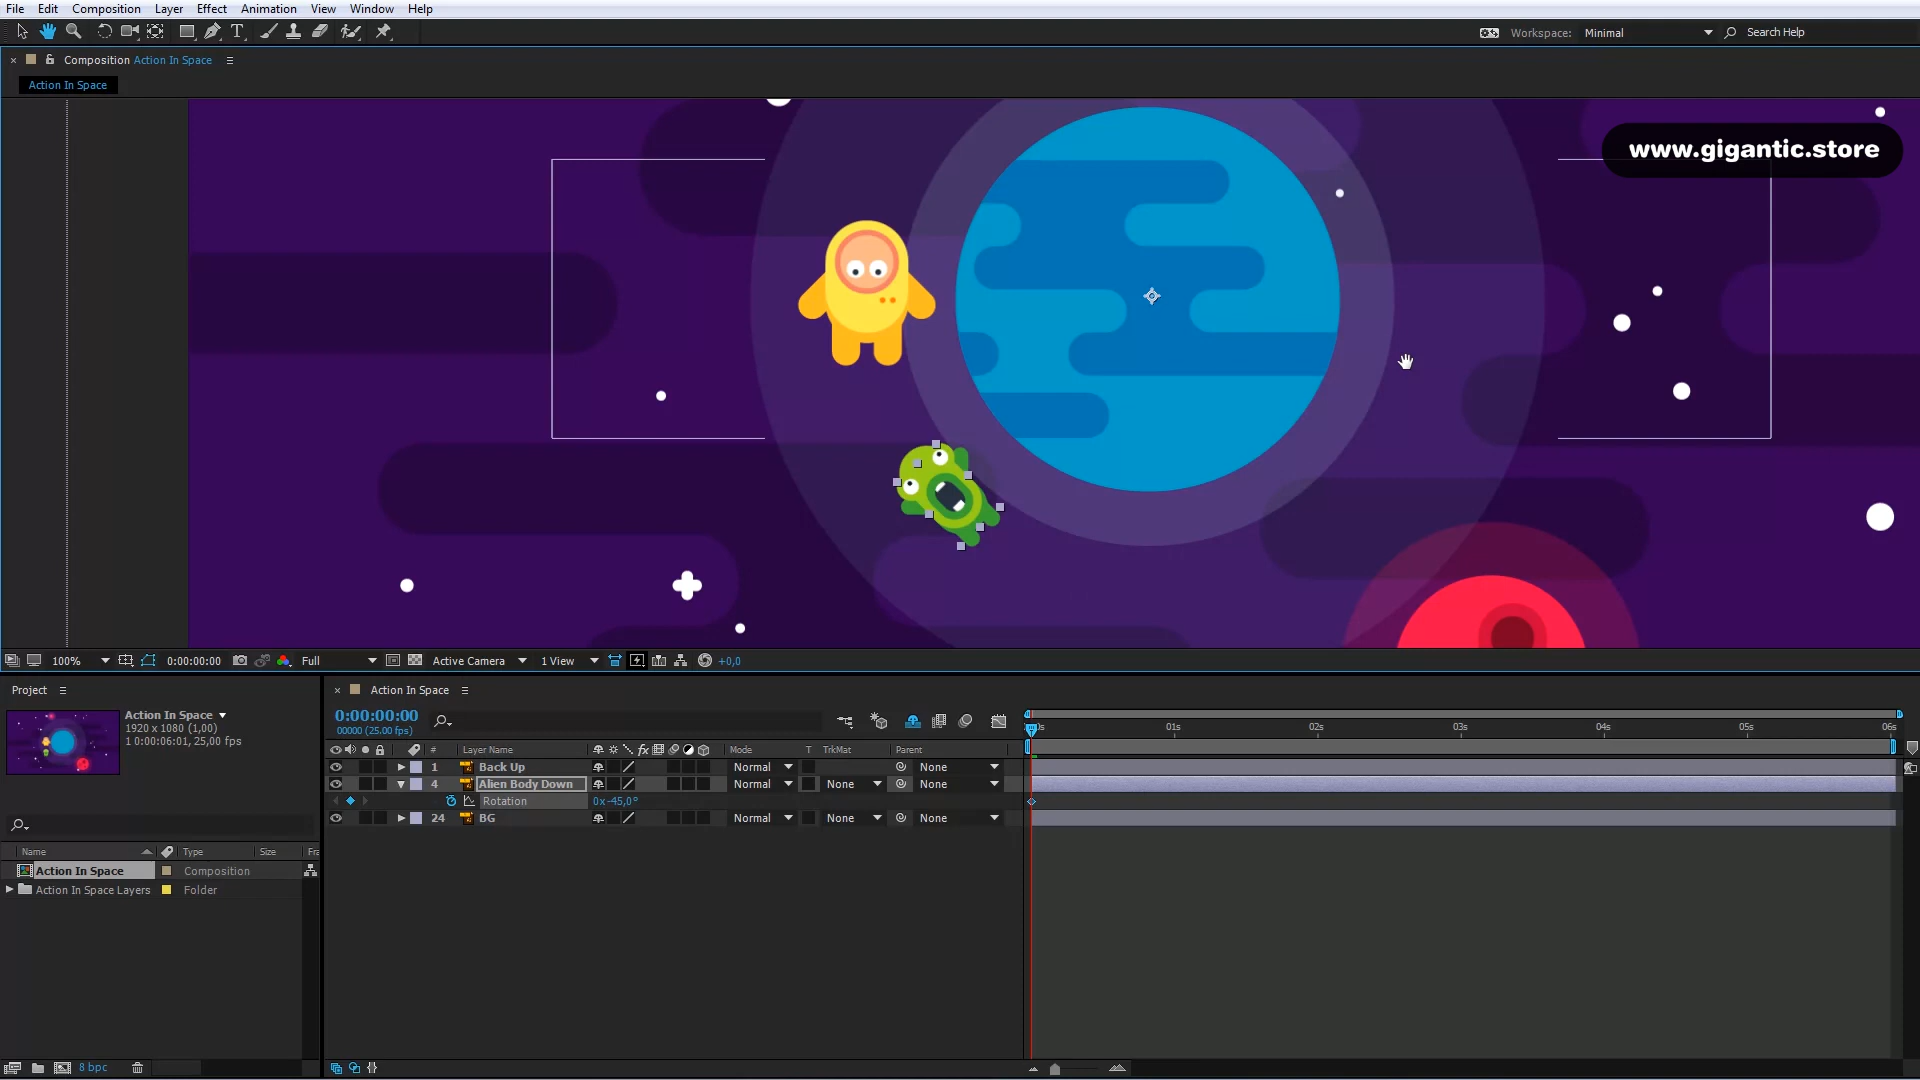 File Edit Composition Layer Effect Animation View Window Help
Workspace: Minimal Search Help
Composition Action In Space
Action In Space
www.gigantic.store
100% 0:00:00:00 Full Active Camera 1 View +0,0
Project
Action In Space
1920 x 1080 (1,00)
1 0:00:06:01, 25,00 fps
Name Type Size Fra
Action In Space Composition
Action In Space Layers Folder
8 bpc
Action In Space
0:00:00:00
00000 (25.00 fps)
# Layer Name fx Mode T TrkMat Parent
1 Back Up Normal None
4 Alien Body Down Normal None None
Rotation 0x-45,0°
24 BG Normal None None
0s 01s 02s 03s 04s 05s 06s